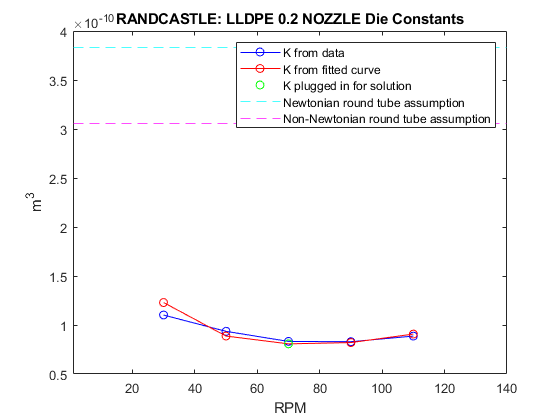 ×10⁻¹⁰ RANDCASTLE: LLDPE 0.2 NOZZLE Die Constants
4
K from data
K from fitted curve
K plugged in for solution
Newtonian round tube assumption
Non-Newtonian round tube assumption
3.5
3
2.5
m³
2
1.5
1
0.5
20 40 60 80 100 120 140
RPM